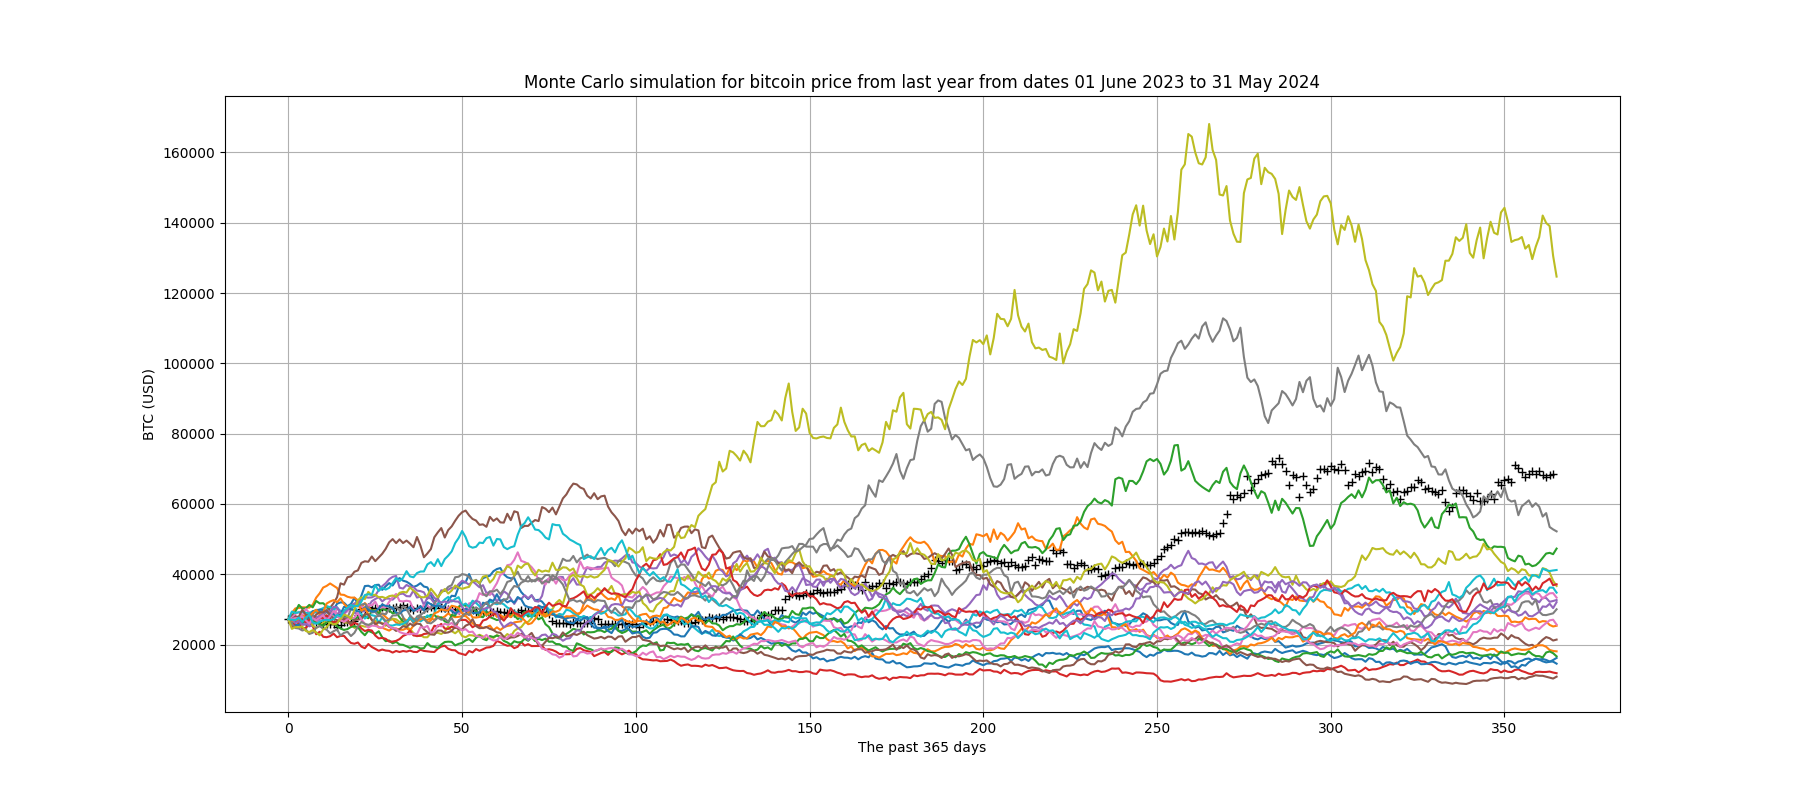 Monte Carlo simulation for bitcoin price from last year from dates 01 June 2023 to 31 May 2024
160000
140000
120000
100000
80000
60000
40000
20000
BTC (USD)
0 50 100 150 200 250 300 350
The past 365 days